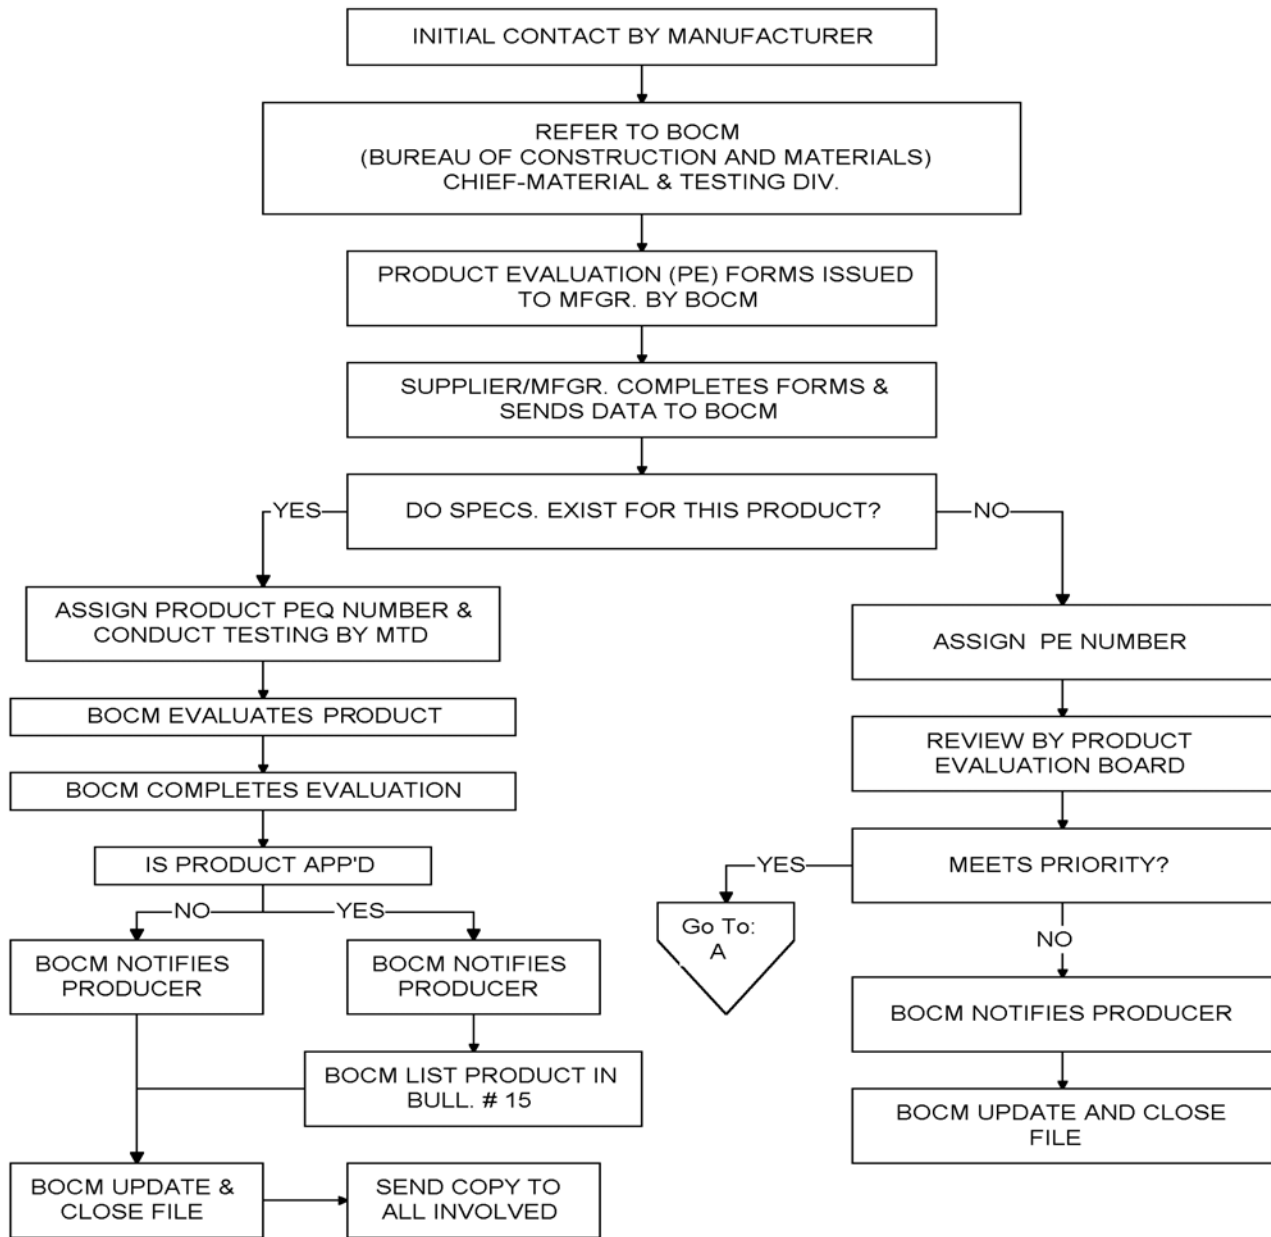 INITIAL CONTACT BY MANUFACTURER
REFER TO BOCM
(BUREAU OF CONSTRUCTION AND MATERIALS)
CHIEF-MATERIAL & TESTING DIV.
PRODUCT EVALUATION (PE) FORMS ISSUED
TO MFGR. BY BOCM
SUPPLIER/MFGR. COMPLETES FORMS &
SENDS DATA TO BOCM
DO SPECS. EXIST FOR THIS PRODUCT?
YES
NO
ASSIGN PRODUCT PEQ NUMBER &
CONDUCT TESTING BY MTD
BOCM EVALUATES PRODUCT
BOCM COMPLETES EVALUATION
IS PRODUCT APP'D
NO
YES
BOCM NOTIFIES
PRODUCER
BOCM NOTIFIES
PRODUCER
BOCM LIST PRODUCT IN
BULL. # 15
BOCM UPDATE &
CLOSE FILE
SEND COPY TO
ALL INVOLVED
ASSIGN PE NUMBER
REVIEW BY PRODUCT
EVALUATION BOARD
MEETS PRIORITY?
YES
Go To:
A
NO
BOCM NOTIFIES PRODUCER
BOCM UPDATE AND CLOSE
FILE